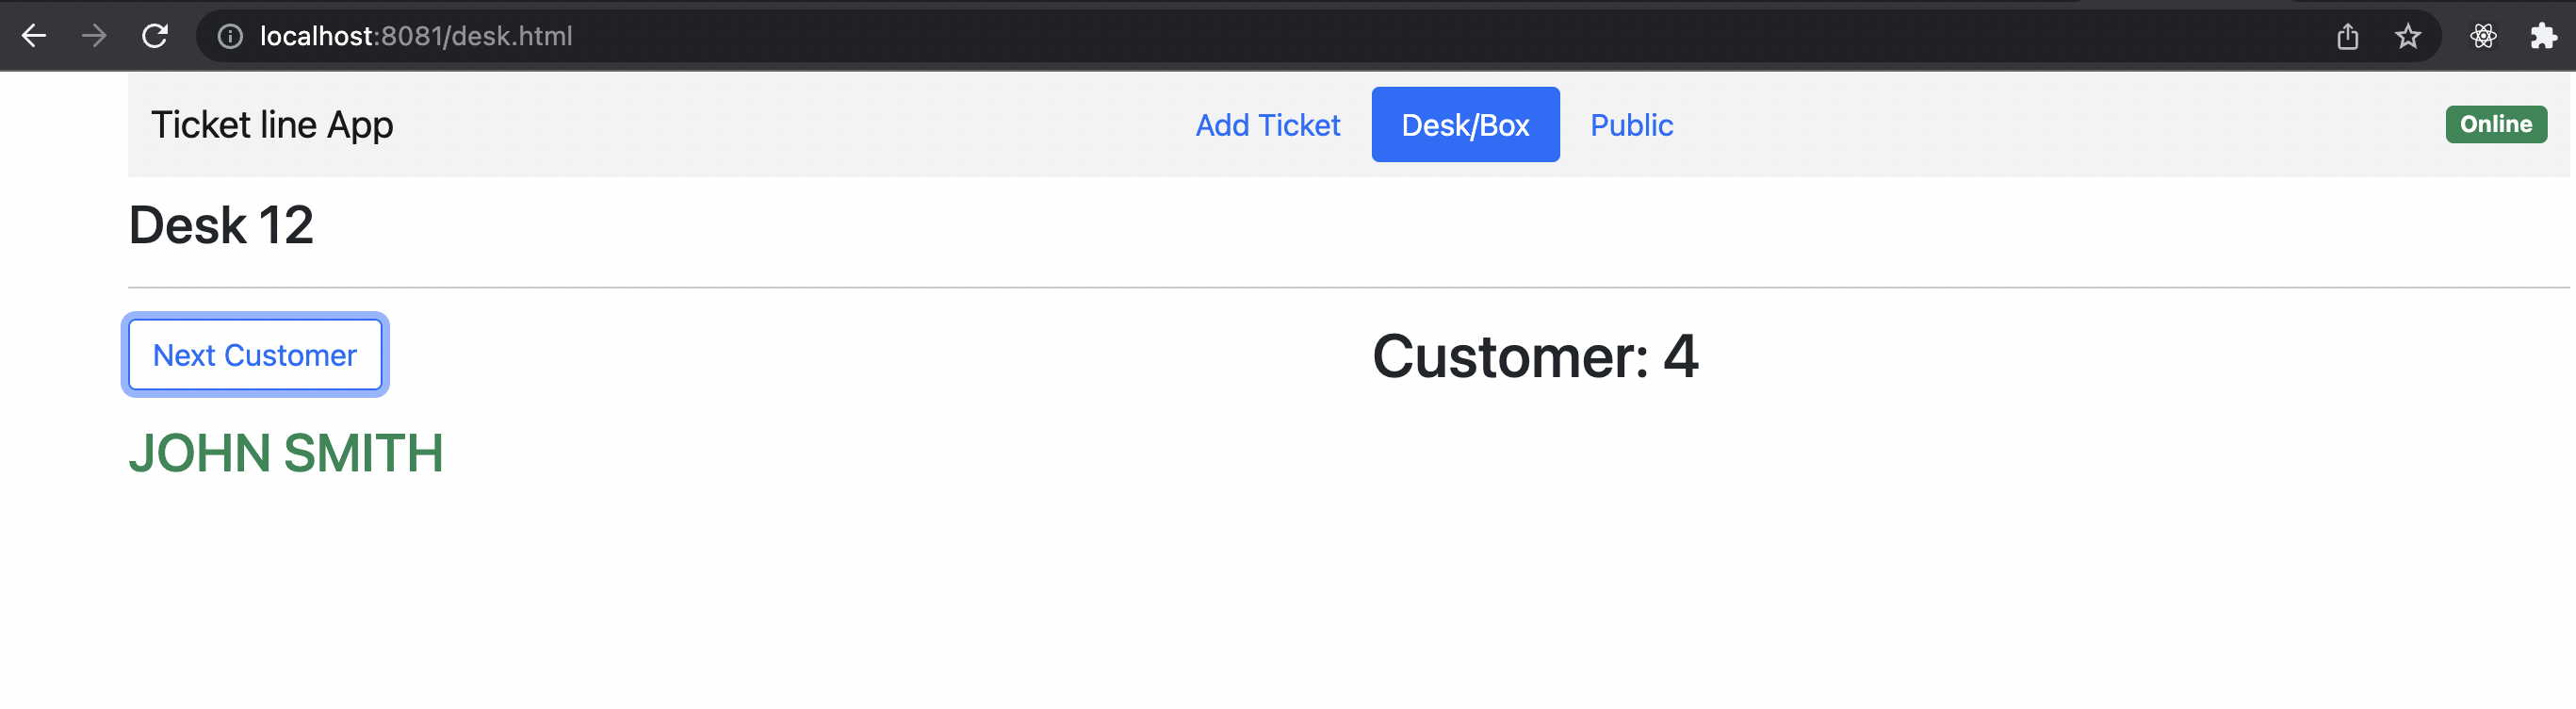 localhost:8081/desk.html
Ticket line App Add Ticket Desk/Box Public Online
Desk 12
Next Customer Customer: 4
JOHN SMITH